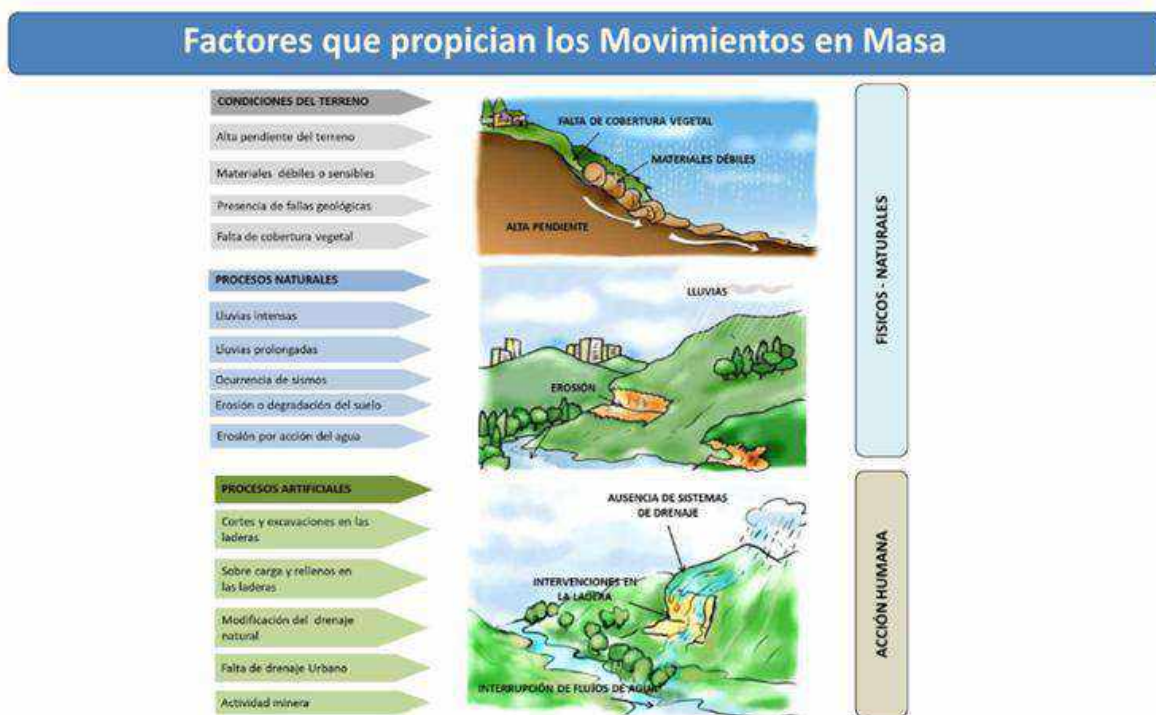 Factores que propician los Movimientos en Masa
CONDICIONES DEL TERRENO
Alta pendiente del terreno
Materiales débiles o sensibles
Presencia de fallas geológicas
Falta de cobertura vegetal
FALTA DE COBERTURA VEGETAL
MATERIALES DÉBILES
ALTA PENDIENTE
PROCESOS NATURALES
Lluvias intensas
Lluvias prolongadas
Ocurrencia de sismos
Erosión o degradación del suelo
Erosión por acción del agua
LLUVIAS
EROSIÓN
FISICOS - NATURALES
PROCESOS ARTIFICIALES
Cortes y excavaciones en las
laderas
Sobre carga y rellenos en
las laderas
Modificación del drenaje
natural
Falta de drenaje Urbano
Actividad minera
AUSENCIA DE SISTEMAS
DE DRENAJE
INTERVENCIONES EN
LA LADERA
INTERRUPCIÓN DE FLUJOS DE AGUA
ACCIÓN HUMANA